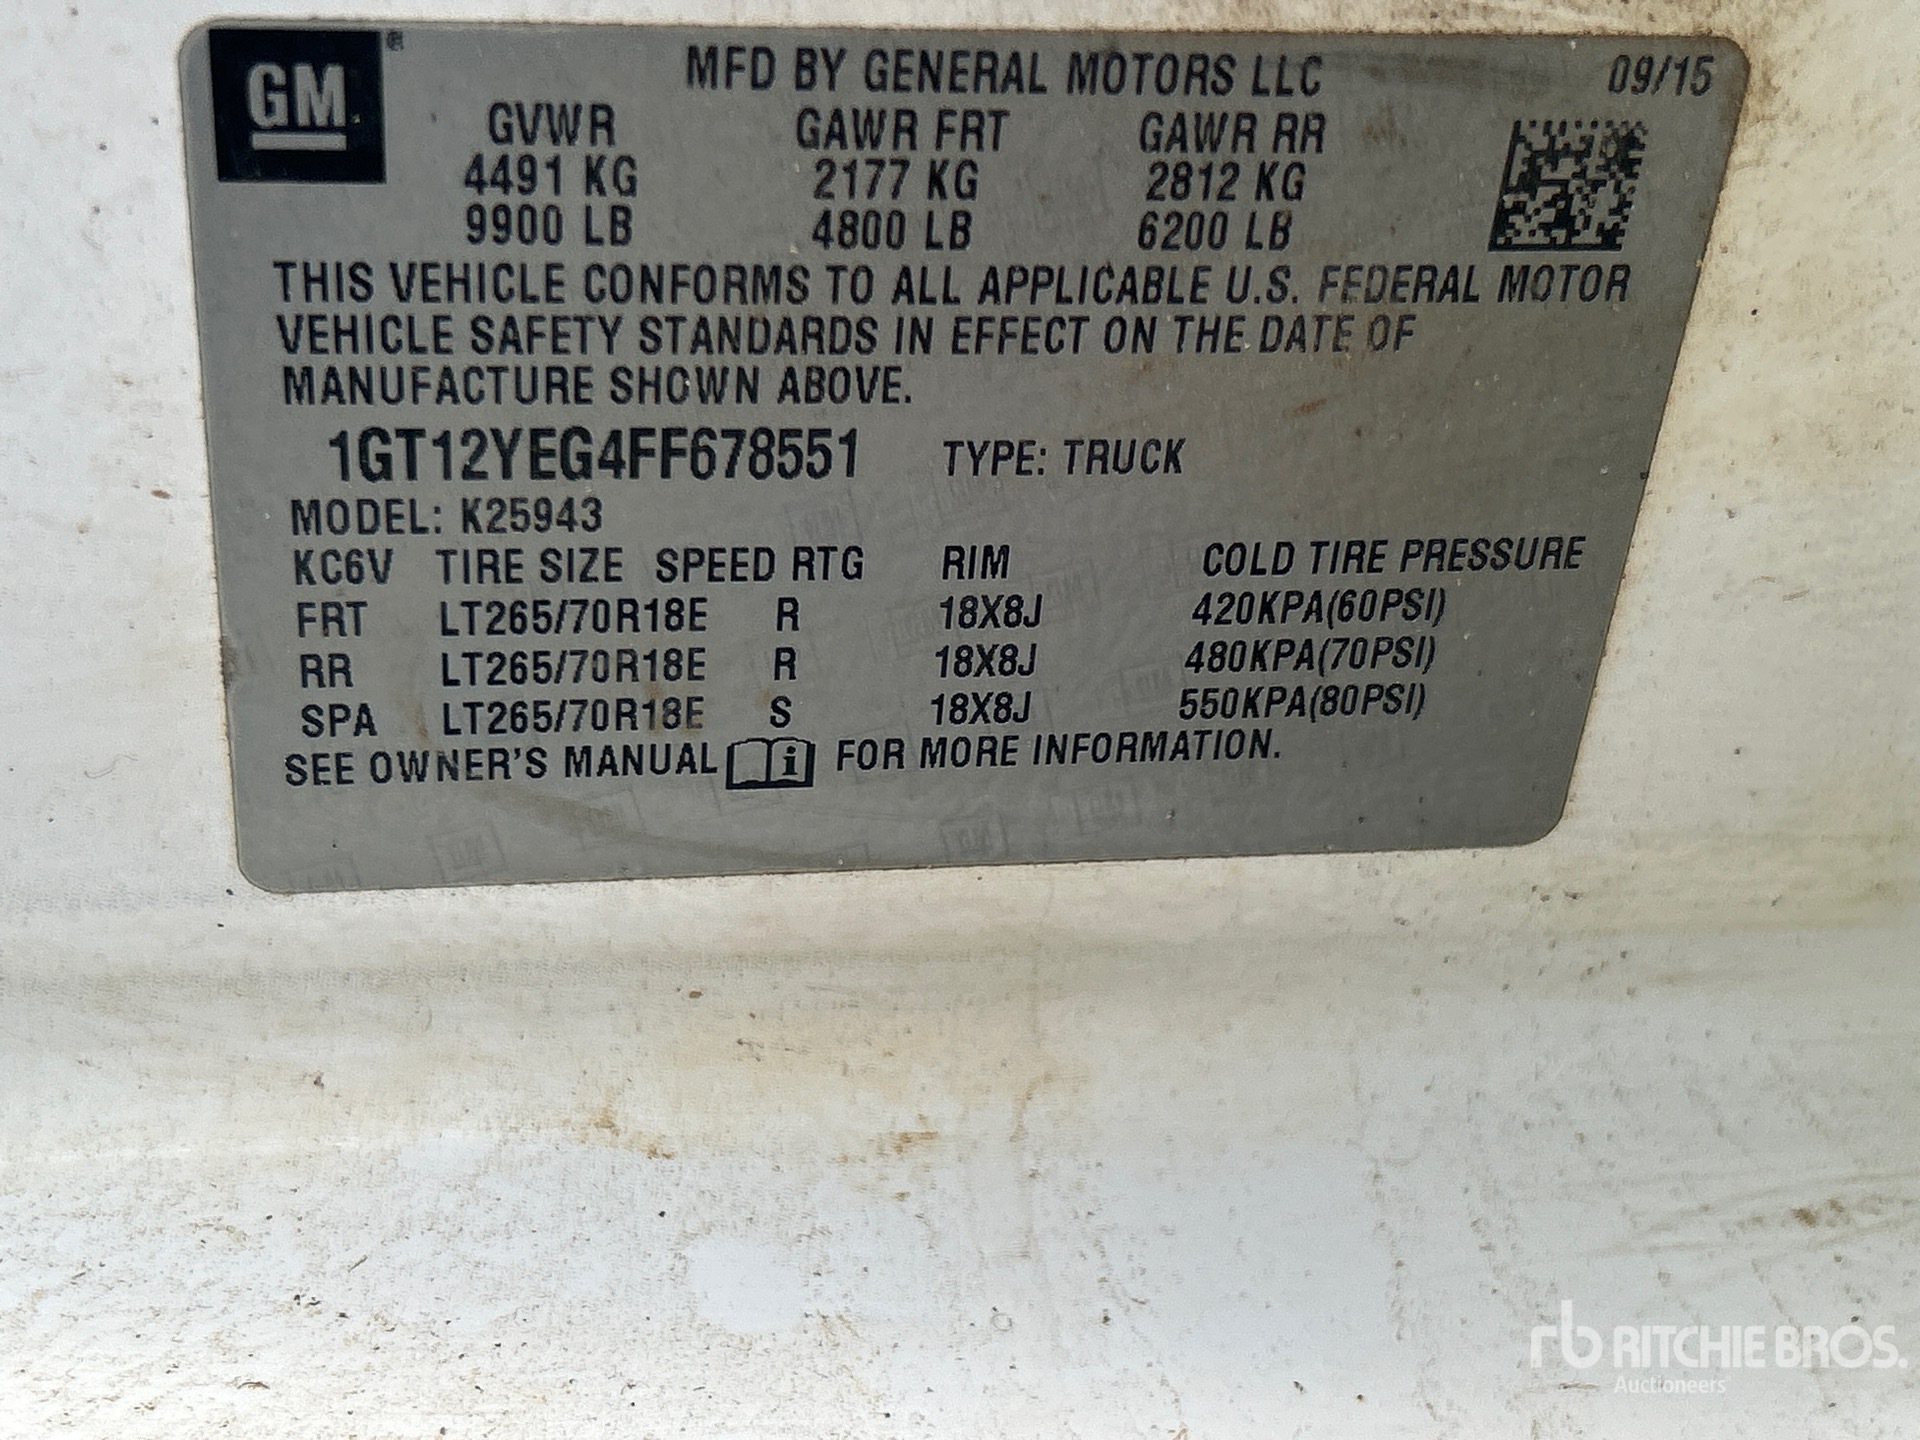 GM ® MFD BY GENERAL MOTORS LLC 09/15
GVWR GAWR FRT GAWR RR
4491 KG 2177 KG 2812 KG
9900 LB 4800 LB 6200 LB
THIS VEHICLE CONFORMS TO ALL APPLICABLE U.S. FEDERAL MOTOR
VEHICLE SAFETY STANDARDS IN EFFECT ON THE DATE OF
MANUFACTURE SHOWN ABOVE.
1GT12YEG4FF678551 TYPE: TRUCK
MODEL: K25943
KC6V TIRE SIZE SPEED RTG RIM COLD TIRE PRESSURE
FRT LT265/70R18E R 18X8J 420KPA(60PSI)
RR LT265/70R18E R 18X8J 480KPA(70PSI)
SPA LT265/70R18E S 18X8J 550KPA(80PSI)
SEE OWNER'S MANUAL i FOR MORE INFORMATION.
rb RITCHIE BROS.
Auctioneers